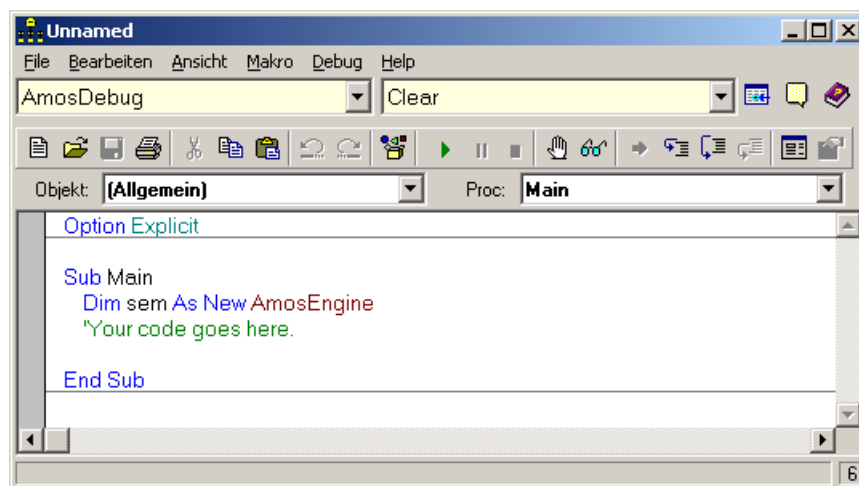 Unnamed
File Bearbeiten Ansicht Makro Debug Help
AmosDebug Clear
Objekt: (Allgemein) Proc: Main
Option Explicit
Sub Main
Dim sem As New AmosEngine
'Your code goes here.
End Sub
6